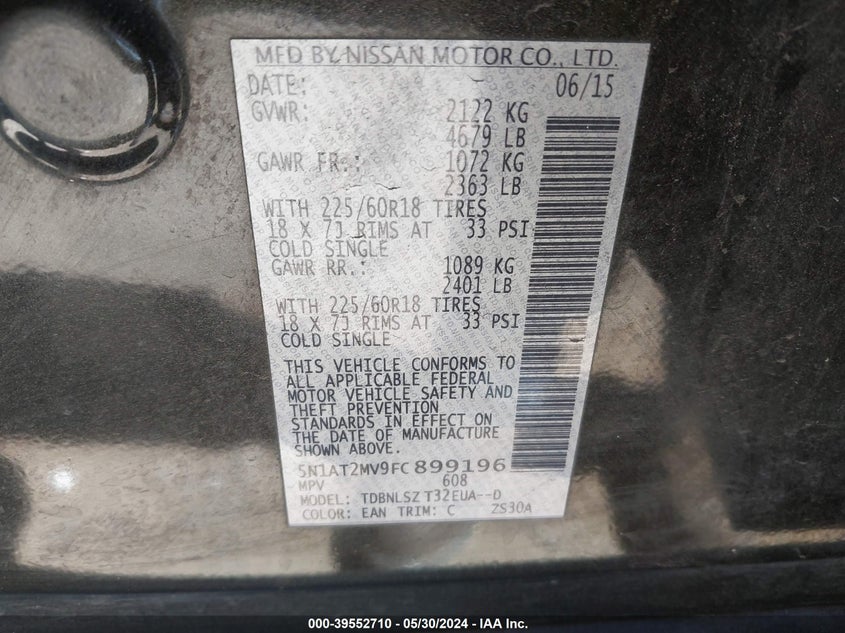 MFD BY NISSAN MOTOR CO., LTD.
DATE: 06/15
GVWR: 2122 KG
4679 LB
GAWR FR.: 1072 KG
2363 LB
WITH 225/60R18 TIRES
18 X 7J RIMS AT 33 PSI
COLD SINGLE
GAWR RR.: 1089 KG
2401 LB
WITH 225/60R18 TIRES
18 X 7J RIMS AT 33 PSI
COLD SINGLE
THIS VEHICLE CONFORMS TO
ALL APPLICABLE FEDERAL
MOTOR VEHICLE SAFETY AND
THEFT PREVENTION
STANDARDS IN EFFECT ON
THE DATE OF MANUFACTURE
SHOWN ABOVE.
5N1AT2MV9FC899196
MPV 608
MODEL: TDBNLSZ T32EUA--D
COLOR: EAN TRIM: C ZS30A
000-39552710 - 05/30/2024 - IAA Inc.